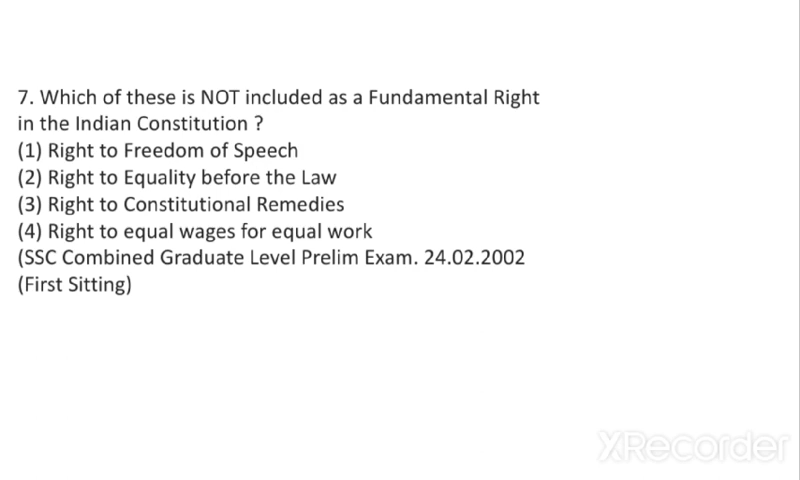 7. Which of these is NOT included as a Fundamental Right
in the Indian Constitution ?
(1) Right to Freedom of Speech
(2) Right to Equality before the Law
(3) Right to Constitutional Remedies
(4) Right to equal wages for equal work
(SSC Combined Graduate Level Prelim Exam. 24.02.2002
(First Sitting)
XRecorder